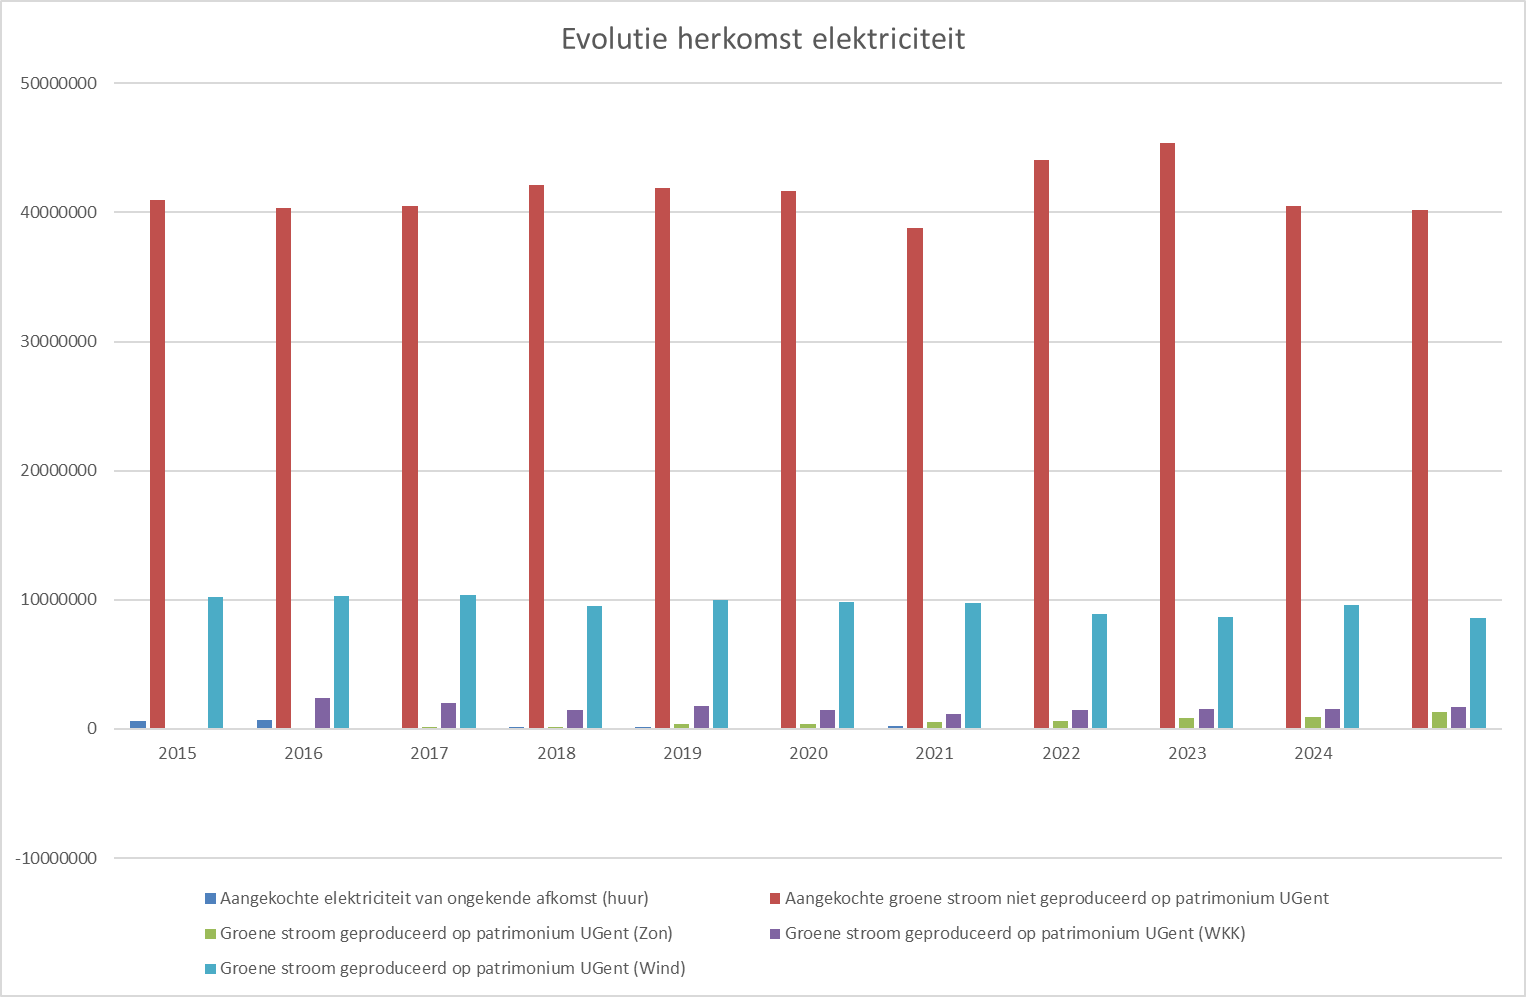 Evolutie herkomst elektriciteit
50000000
40000000
30000000
20000000
10000000
0
2015 2016 2017 2018 2019 2020 2021 2022 2023 2024
-10000000
Aangekochte elektriciteit van ongekende afkomst (huur) Aangekochte groene stroom niet geproduceerd op patrimonium UGent
Groene stroom geproduceerd op patrimonium UGent (Zon) Groene stroom geproduceerd op patrimonium UGent (WKK)
Groene stroom geproduceerd op patrimonium UGent (Wind)